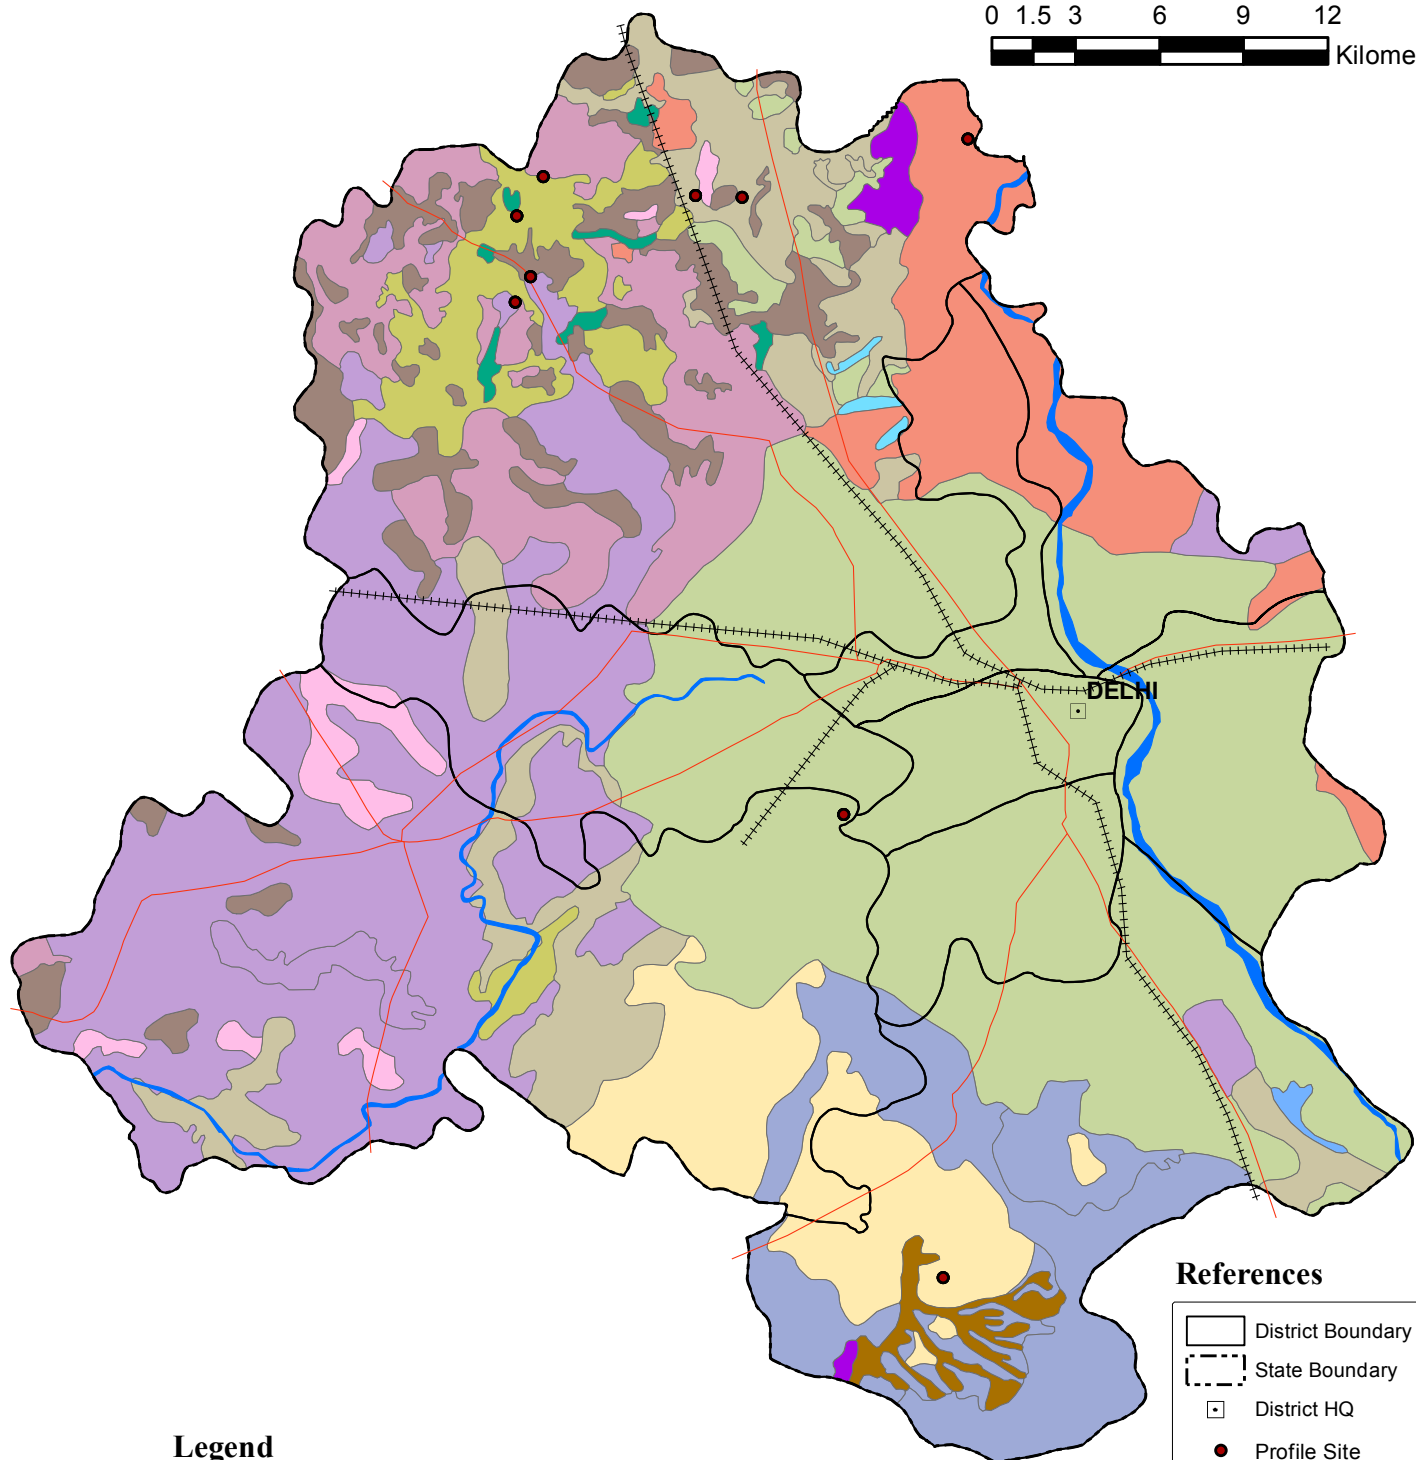 0 1.5 3 6 9 12
Kilome
DELHI
References
District Boundary
State Boundary
District HQ
Profile Site
Legend